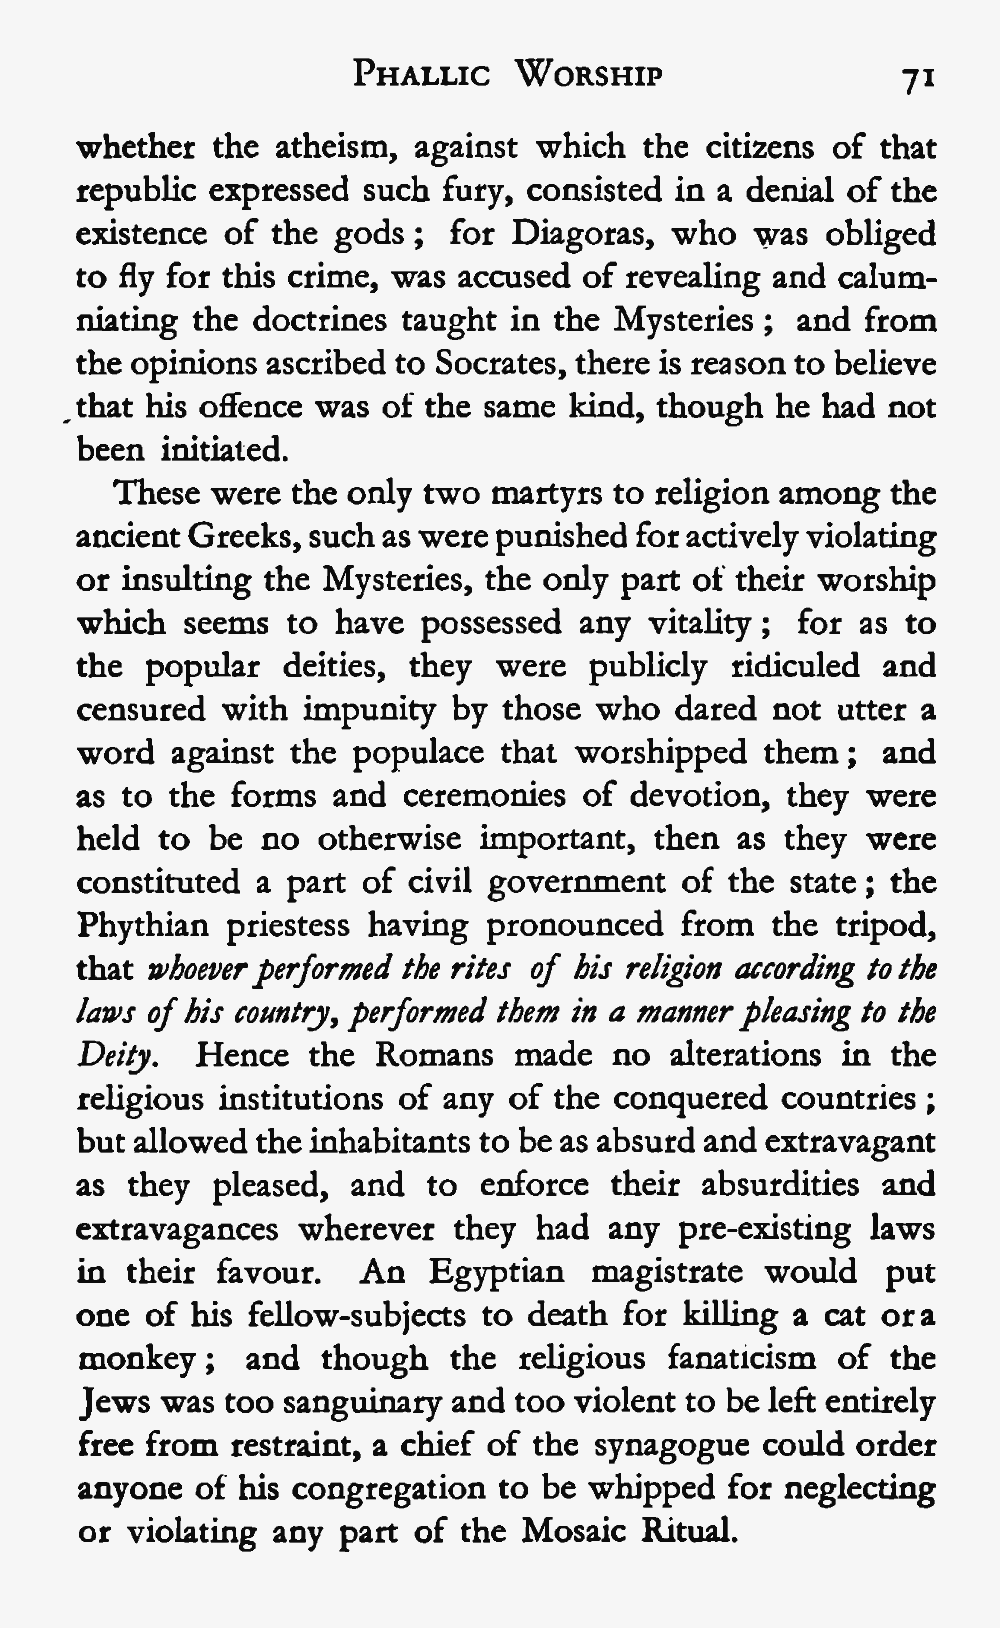 Phallic Worship 71
whether the atheism, against which the citizens of that
republic expressed such fury, consisted in a denial of the
existence of the gods ; for Diagoras, who was obliged
to fly for this crime, was accused of revealing and calum-
niating the doctrines taught in the Mysteries ; and from
the opinions ascribed to Socrates, there is reason to believe
that his offence was of the same kind, though he had not
been initiated.
These were the only two martyrs to religion among the
ancient Greeks, such as were punished for actively violating
or insulting the Mysteries, the only part of their worship
which seems to have possessed any vitality ; for as to
the popular deities, they were publicly ridiculed and
censured with impunity by those who dared not utter a
word against the populace that worshipped them ; and
as to the forms and ceremonies of devotion, they were
held to be no otherwise important, then as they were
constituted a part of civil government of the state ; the
Phythian priestess having pronounced from the tripod,
that whoever performed the rites of his religion according to the
laws of his country, performed them in a manner pleasing to the
Deity. Hence the Romans made no alterations in the
religious institutions of any of the conquered countries ;
but allowed the inhabitants to be as absurd and extravagant
as they pleased, and to enforce their absurdities and
extravagances wherever they had any pre-existing laws
in their favour. An Egyptian magistrate would put
one of his fellow-subjects to death for killing a cat or a
monkey ; and though the religious fanaticism of the
Jews was too sanguinary and too violent to be left entirely
free from restraint, a chief of the synagogue could order
anyone of his congregation to be whipped for neglecting
or violating any part of the Mosaic Ritual.